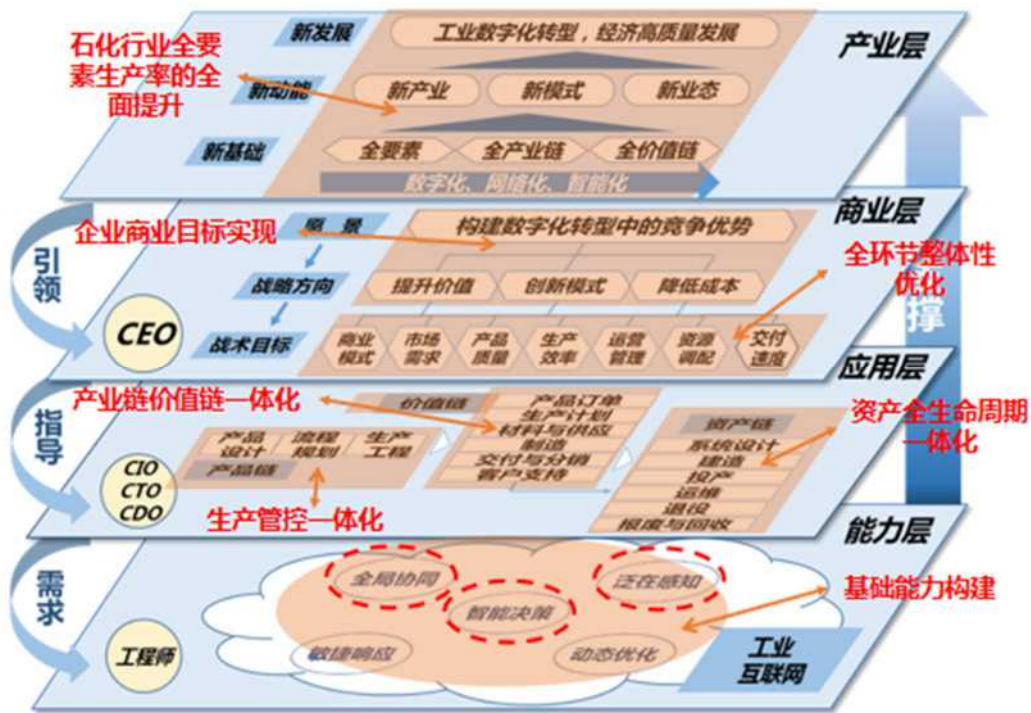 新发展
工业数字化转型，经济高质量发展
产业层
石化行业全要
素生产率的全
面提升
新动能
新产业
新模式
新业态
新基础
全要素
全产业链
全价值链
数字化、网络化、智能化
商业层
引领
企业商业目标实现
愿 景
构建数字化转型中的竞争优势
全环节整体性
优化
战略方向
提升价值
创新模式
降低成本
撑
CEO
战术目标
商业
模式
市场
需求
产品
质量
生产
效率
运营
管理
资源
调配
交付
速度
应用层
指导
产业链价值链一体化
价值链
产品订单
生产计划
材料与供应
制造
交付与分销
客户支持
资产全生命周期
一体化
资产链
系统设计
建造
投产
运维
退役
报废与回收
产品
设计
流程
规划
生产
工程
产品链
CIO
CTO
CDO
生产管控一体化
能力层
需求
全局协同
泛在感知
智能决策
基础能力构建
敏捷响应
动态优化
工程师
工业
互联网